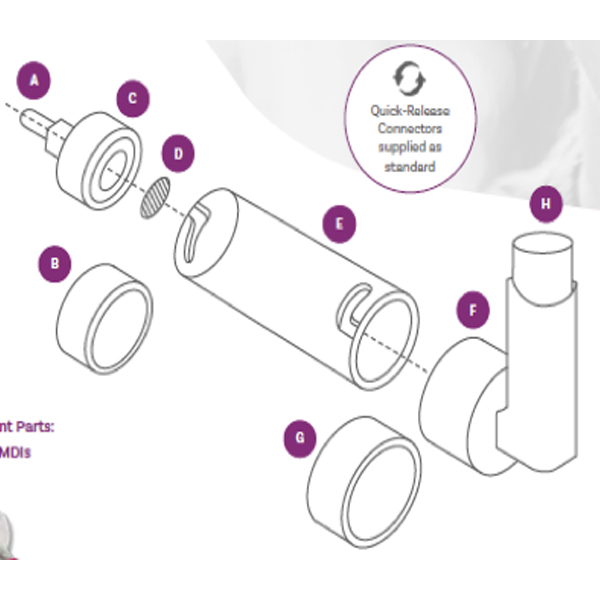 A
C
Quick-Release
Connectors
supplied as
standard
D
H
E
B
F
nt Parts:
MDIs
G